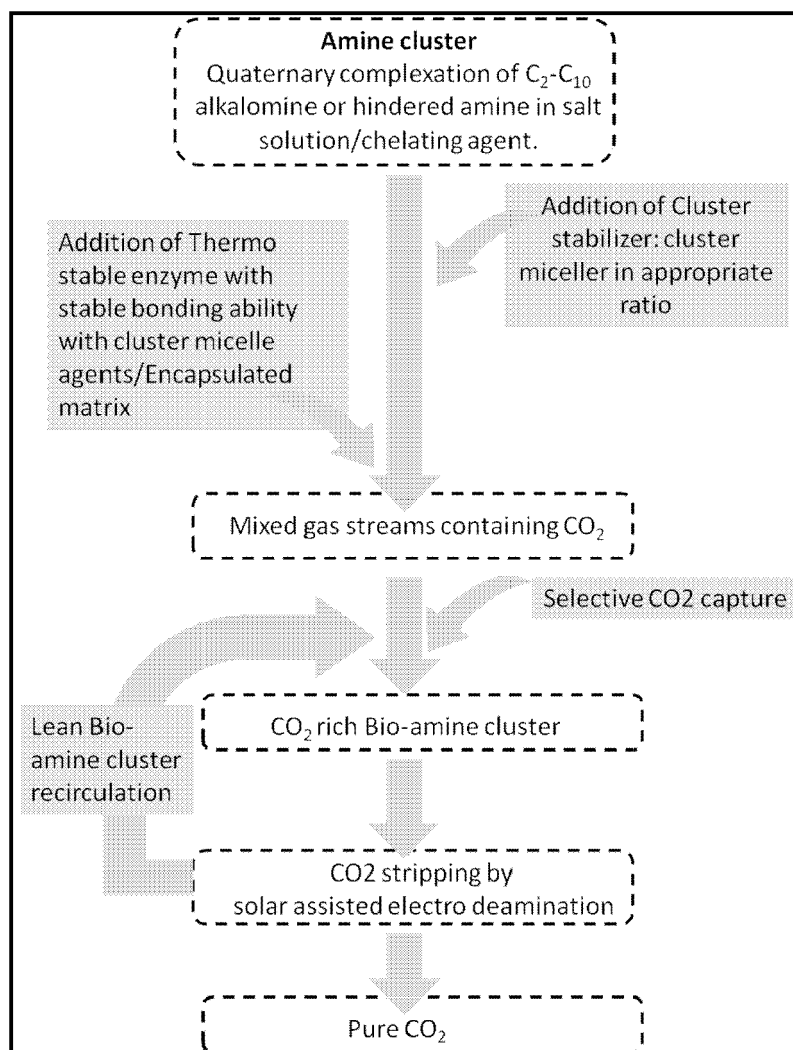 Amine cluster
Quaternary complexation of C₂-C₁₀
alkalomine or hindered amine in salt
solution/chelating agent.
Addition of Thermo
stable enzyme with
stable bonding ability
with cluster micelle
agents/Encapsulated
matrix
Addition of Cluster
stabilizer: cluster
miceller in appropriate
ratio
Mixed gas streams containing CO₂
Selective CO2 capture
Lean Bio-
amine cluster
recirculation
CO₂ rich Bio-amine cluster
CO2 stripping by
solar assisted electro deamination
Pure CO₂